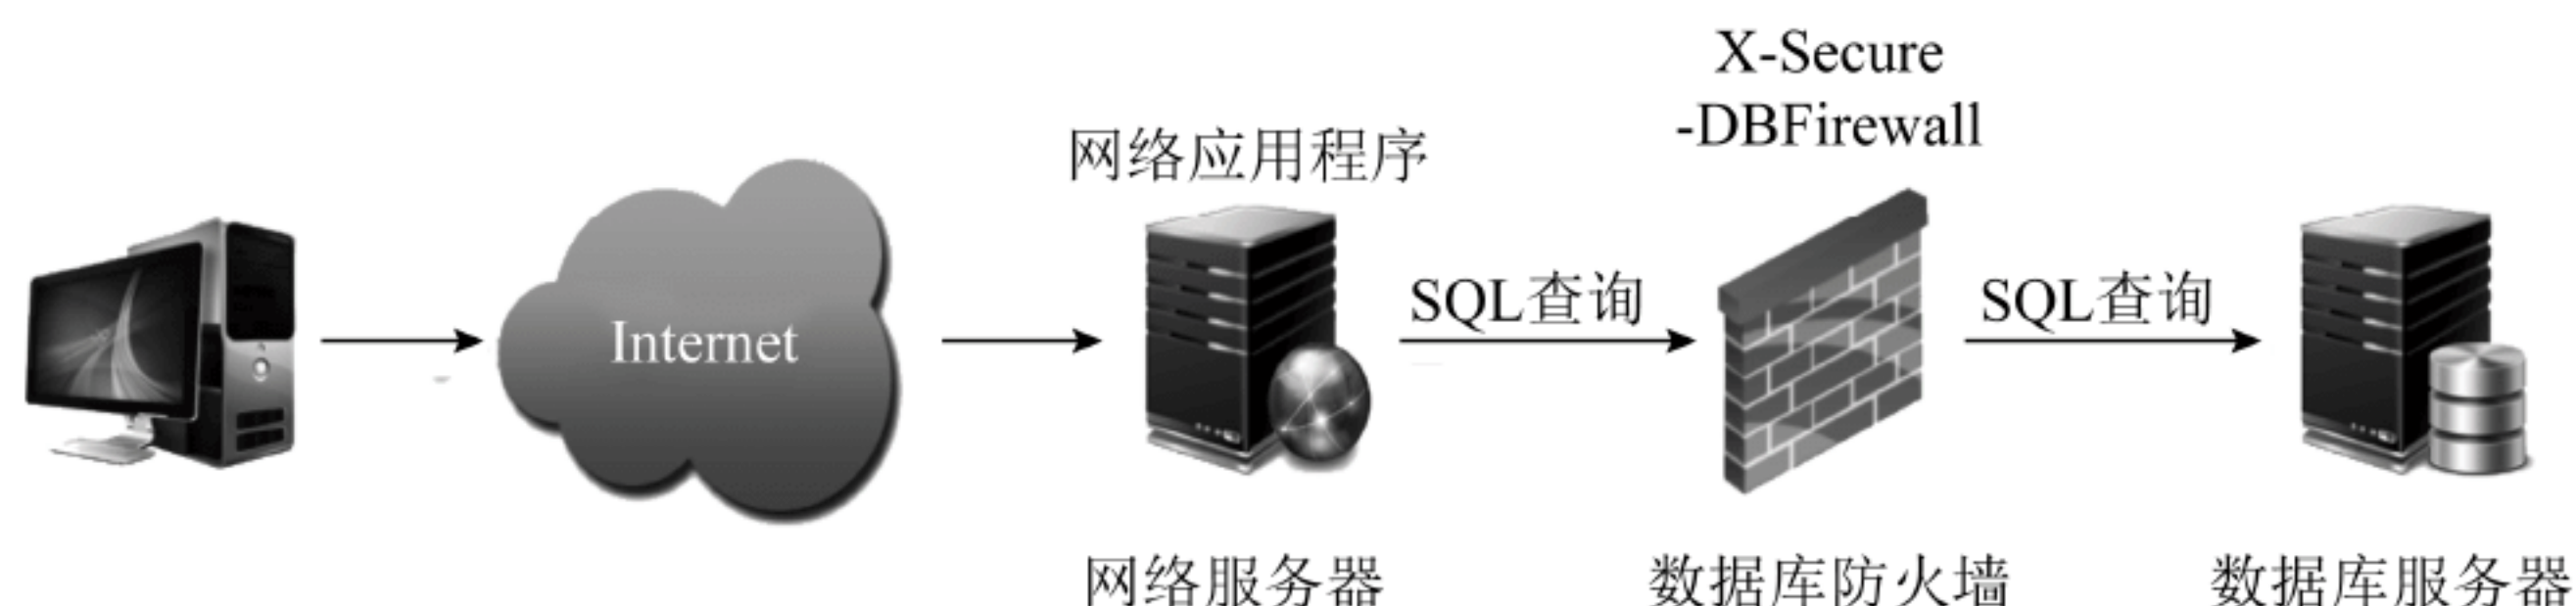 X-Secure
-DBFirewall
网络应用程序
SQL查询
SQL查询
Internet
网络服务器
数据库防火墙
数据库服务器